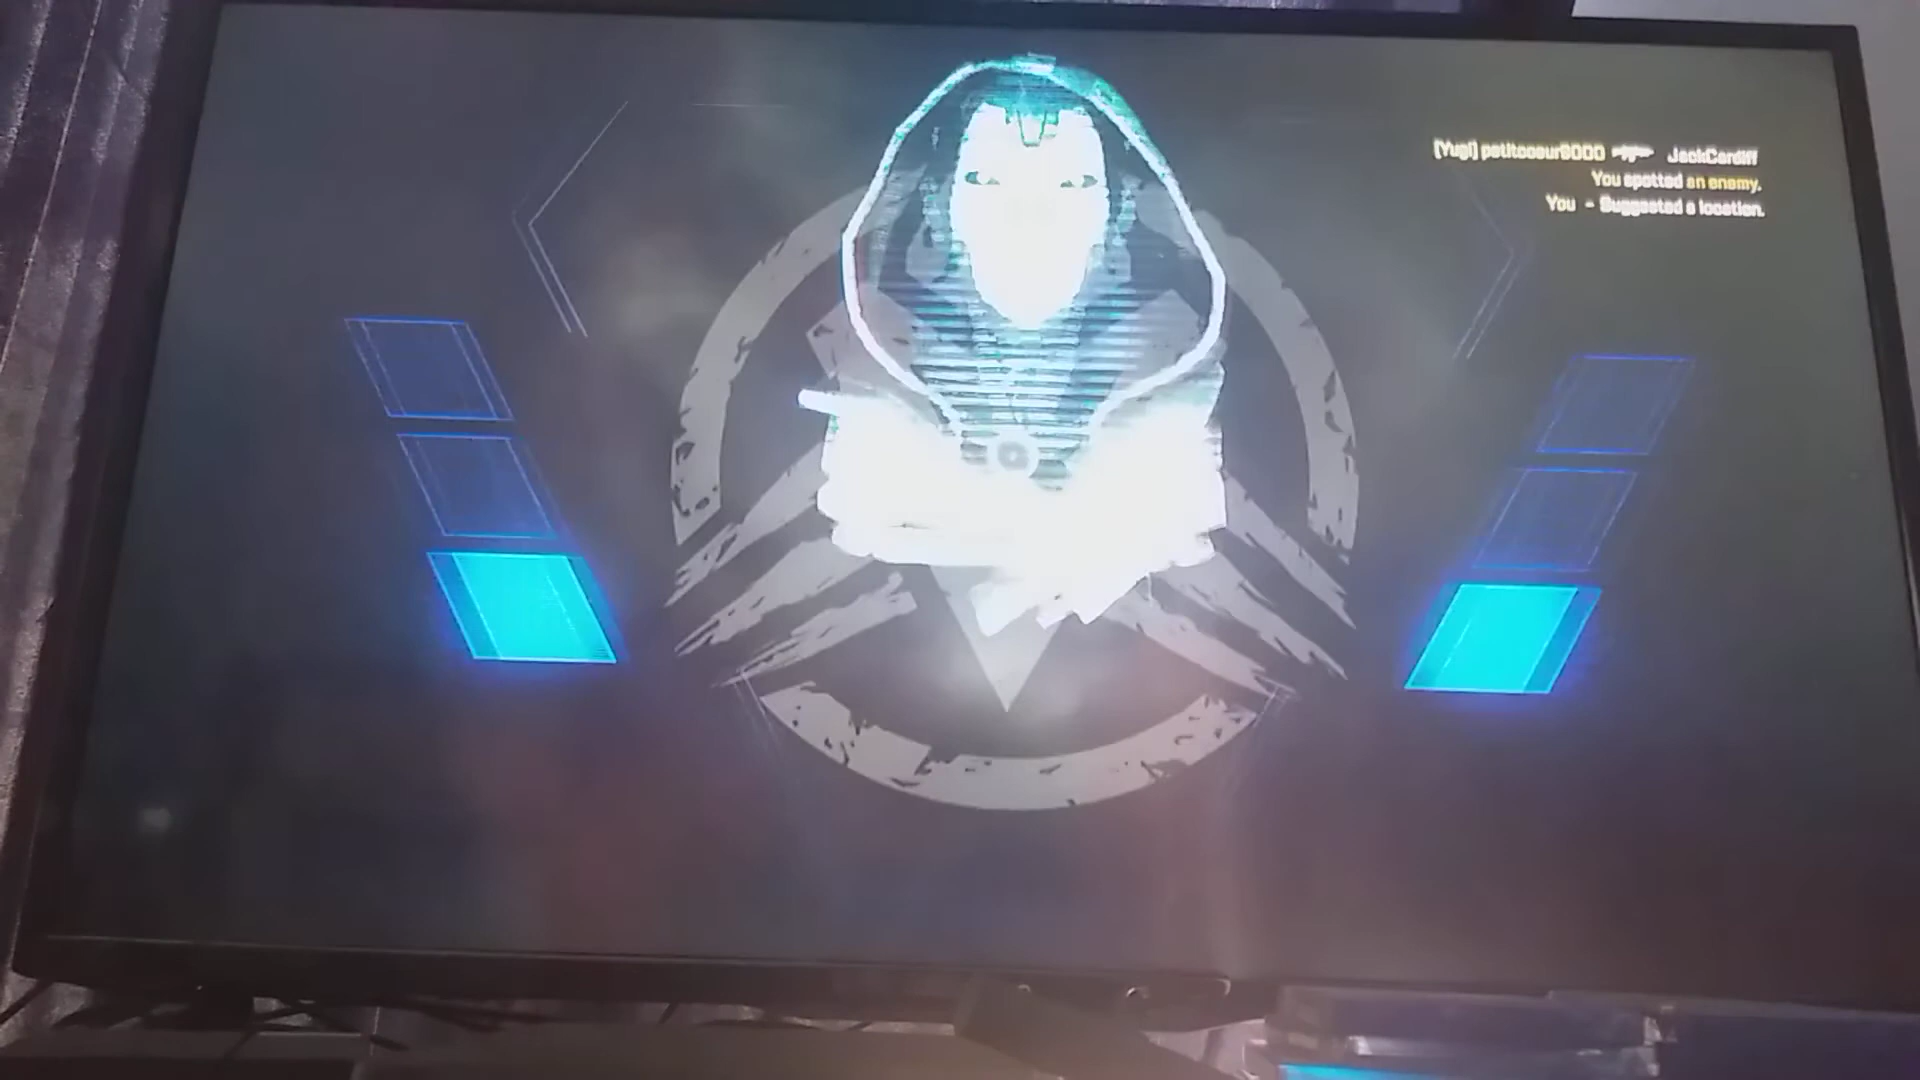 [Yugi] petitcoeur9000 JackCardiff
You spotted an enemy.
You - Suggested a location.